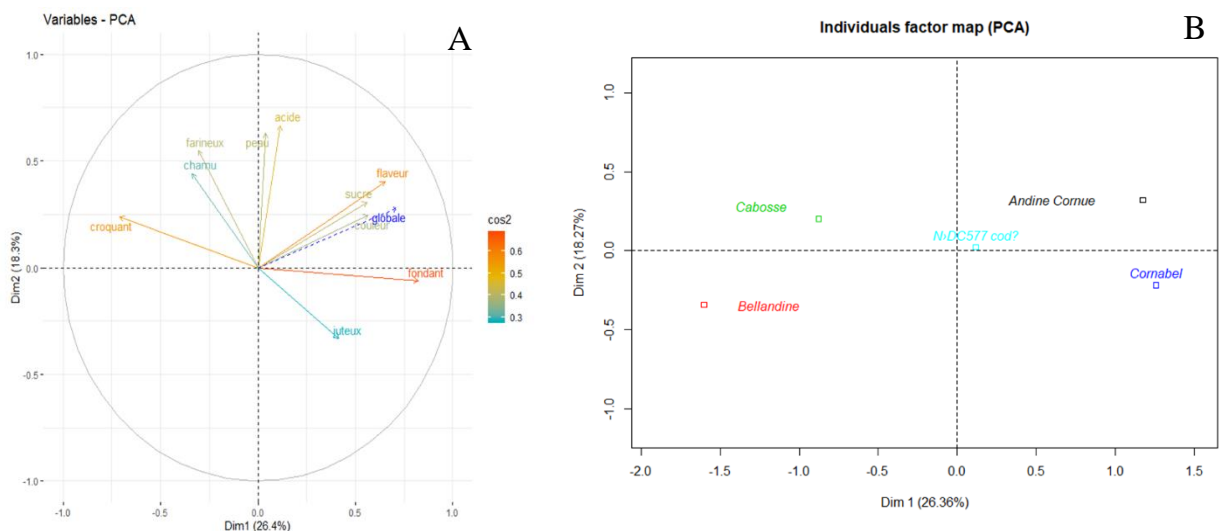 Variables - PCA
A
1.0
0.5
0.0
-0.5
-1.0
Dim2 (18.3%)
acide
peau
farineux
chamu
flaveur
sucre
globale
couleur
croquant
fondant
juteux
-1.0
-0.5
0.0
0.5
1.0
Dim1 (26.4%)
cos2
0.6
0.5
0.4
0.3
Individuals factor map (PCA)
B
1.0
0.5
0.0
-0.5
-1.0
Dim 2 (18.27%)
Andine Cornue
Cabosse
DC577 cod?
Cornabel
Bellandine
-2.0
-1.5
-1.0
-0.5
0.0
0.5
1.0
1.5
Dim 1 (26.36%)